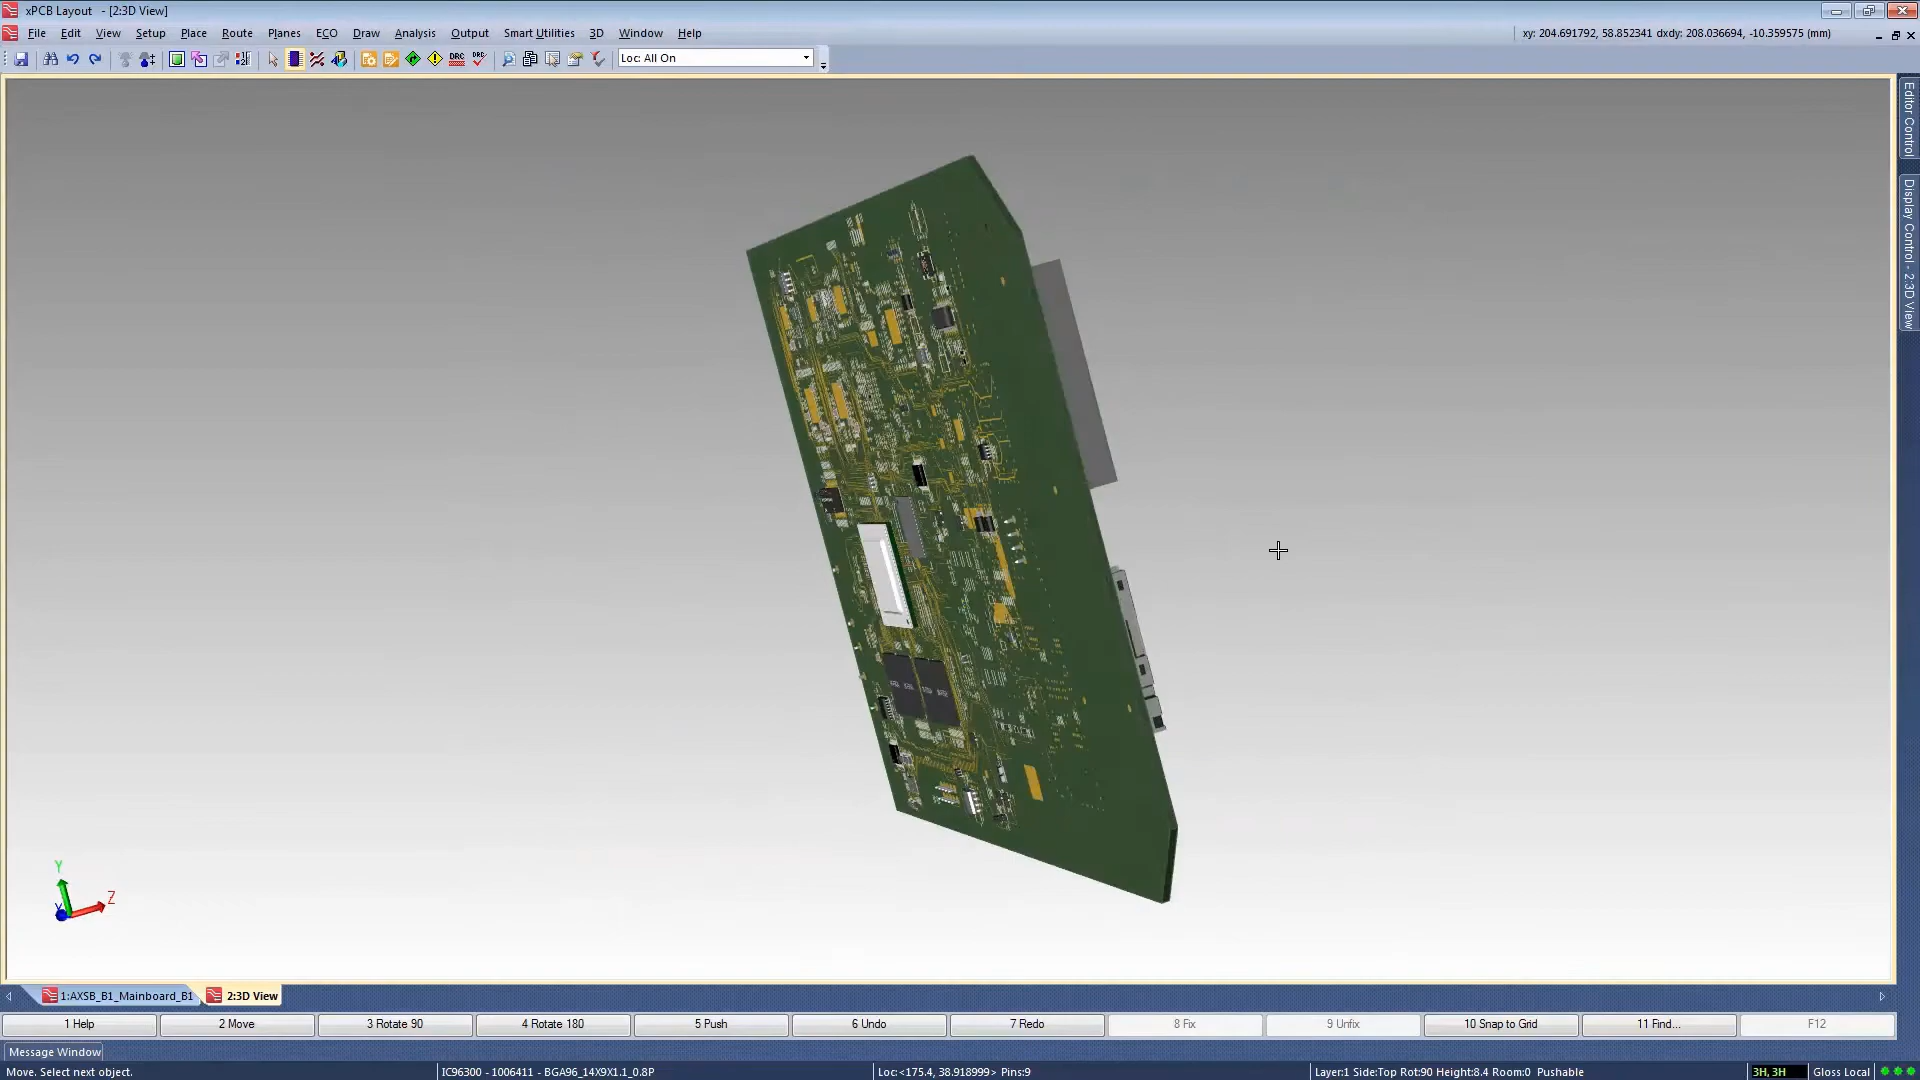 xPCB Layout - [2:3D View]
File Edit View Setup Place Route Planes ECO Draw Analysis Output Smart Utilities 3D Window Help
xy: 204.691792, 58.852341 dxdy: 208.036694, -10.359575 (mm)
DRC DRC Loc: All On
Editor Control
Display Control - 2:3D View
Y
Z
1:AXSB_B1_Mainboard_B1 2:3D View
1 Help 2 Move 3 Rotate 90 4 Rotate 180 5 Push 6 Undo 7 Redo 8 Fix 9 Unfix 10 Snap to Grid 11 Find... F12
Message Window
Move. Select next object. IC96300 - 1006411 - BGA96_14X9X1.1_0.8P Loc:<175.4, 38.918999> Pins:9 Layer:1 Side:Top Rot:90 Height:8.4 Room:0 Pushable 3H, 3H Gloss Local